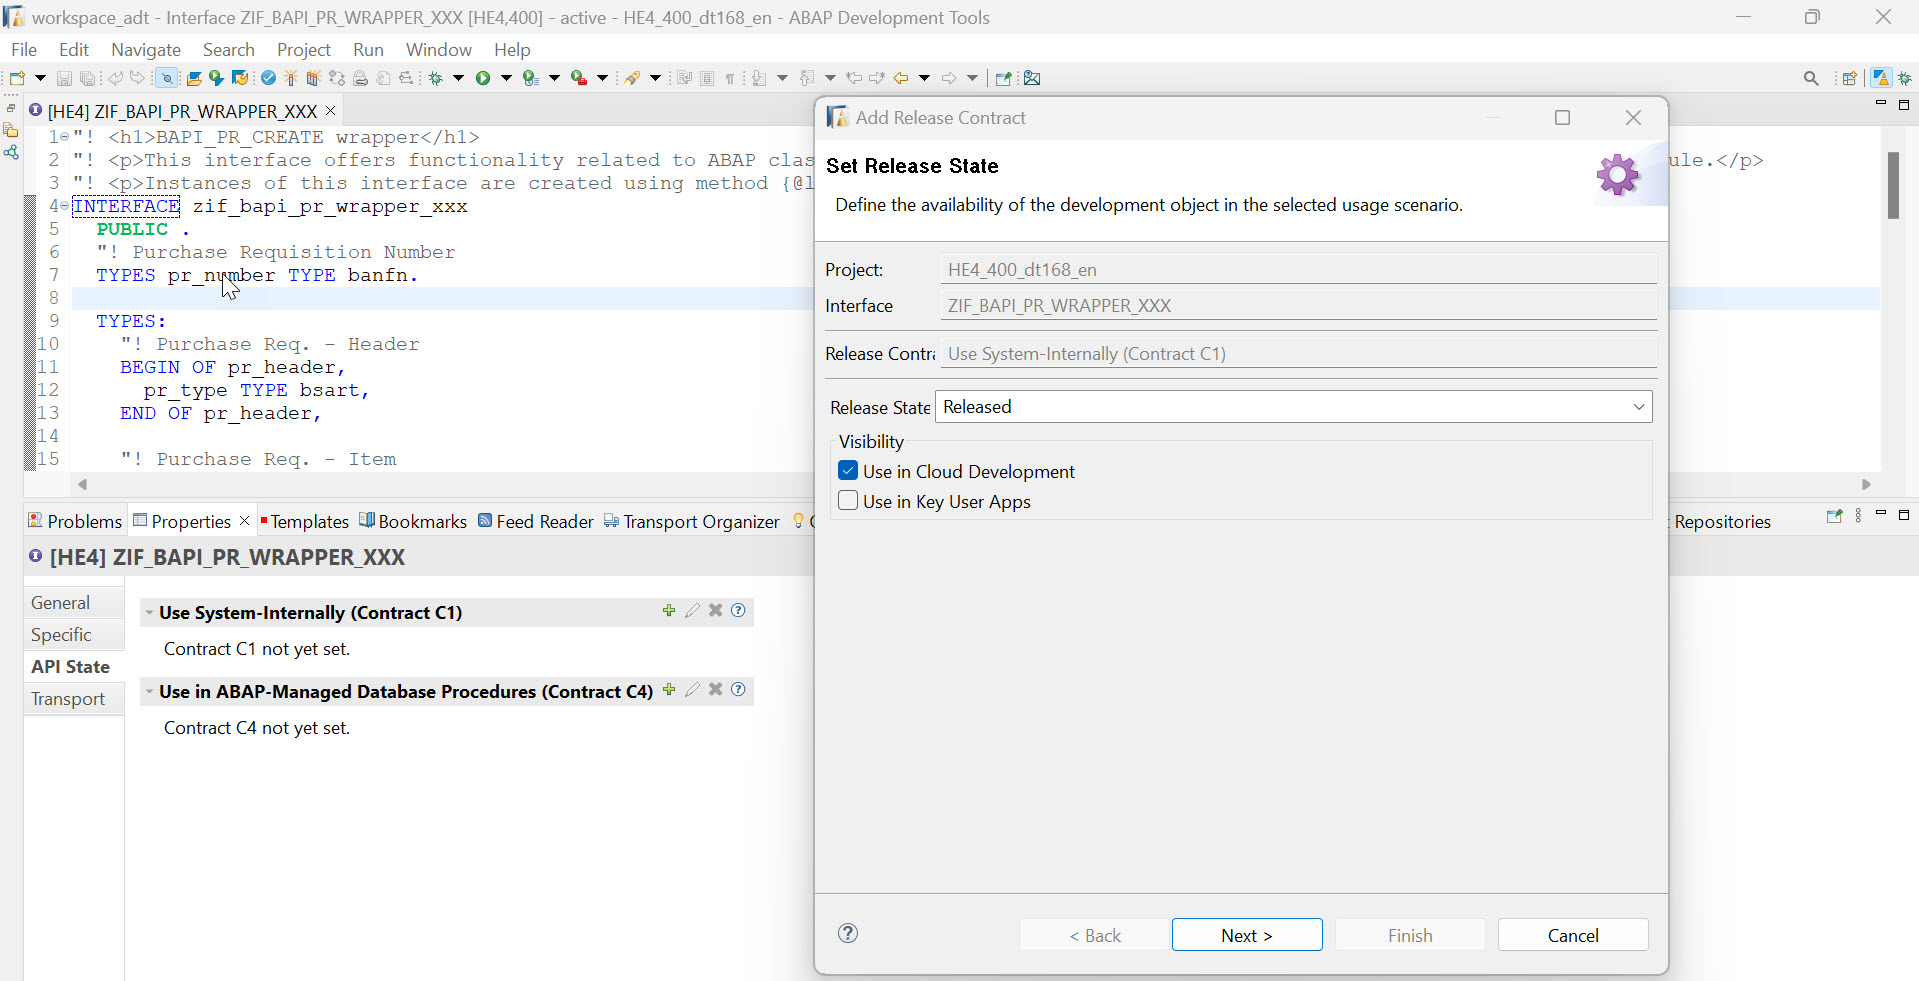 workspace_adt - Interface ZIF_BAPI_PR_WRAPPER_XXX [HE4,400] - active - HE4_400_dt168_en - ABAP Development Tools
File Edit Navigate Search Project Run Window Help
[HE4] ZIF_BAPI_PR_WRAPPER_XXX
1 "! <h1>BAPI_PR_CREATE wrapper</h1>
2 "! <p>This interface offers functionality related to ABAP clas
ule.</p>
3 "! <p>Instances of this interface are created using method {@l
4 INTERFACE zif_bapi_pr_wrapper_xxx
5 PUBLIC .
6 "! Purchase Requisition Number
7 TYPES pr_number TYPE banfn.
8
9 TYPES:
10 "! Purchase Req. - Header
11 BEGIN OF pr_header,
12 pr_type TYPE bsart,
13 END OF pr_header,
14
15 "! Purchase Req. - Item
Problems Properties Templates Bookmarks Feed Reader Transport Organizer
Repositories
[HE4] ZIF_BAPI_PR_WRAPPER_XXX
General
Specific
API State
Transport
Use System-Internally (Contract C1)
Contract C1 not yet set.
Use in ABAP-Managed Database Procedures (Contract C4)
Contract C4 not yet set.
Add Release Contract
Set Release State
Define the availability of the development object in the selected usage scenario.
Project: HE4_400_dt168_en
Interface ZIF_BAPI_PR_WRAPPER_XXX
Release Contra Use System-Internally (Contract C1)
Release State Released
Visibility
Use in Cloud Development
Use in Key User Apps
< Back Next > Finish Cancel